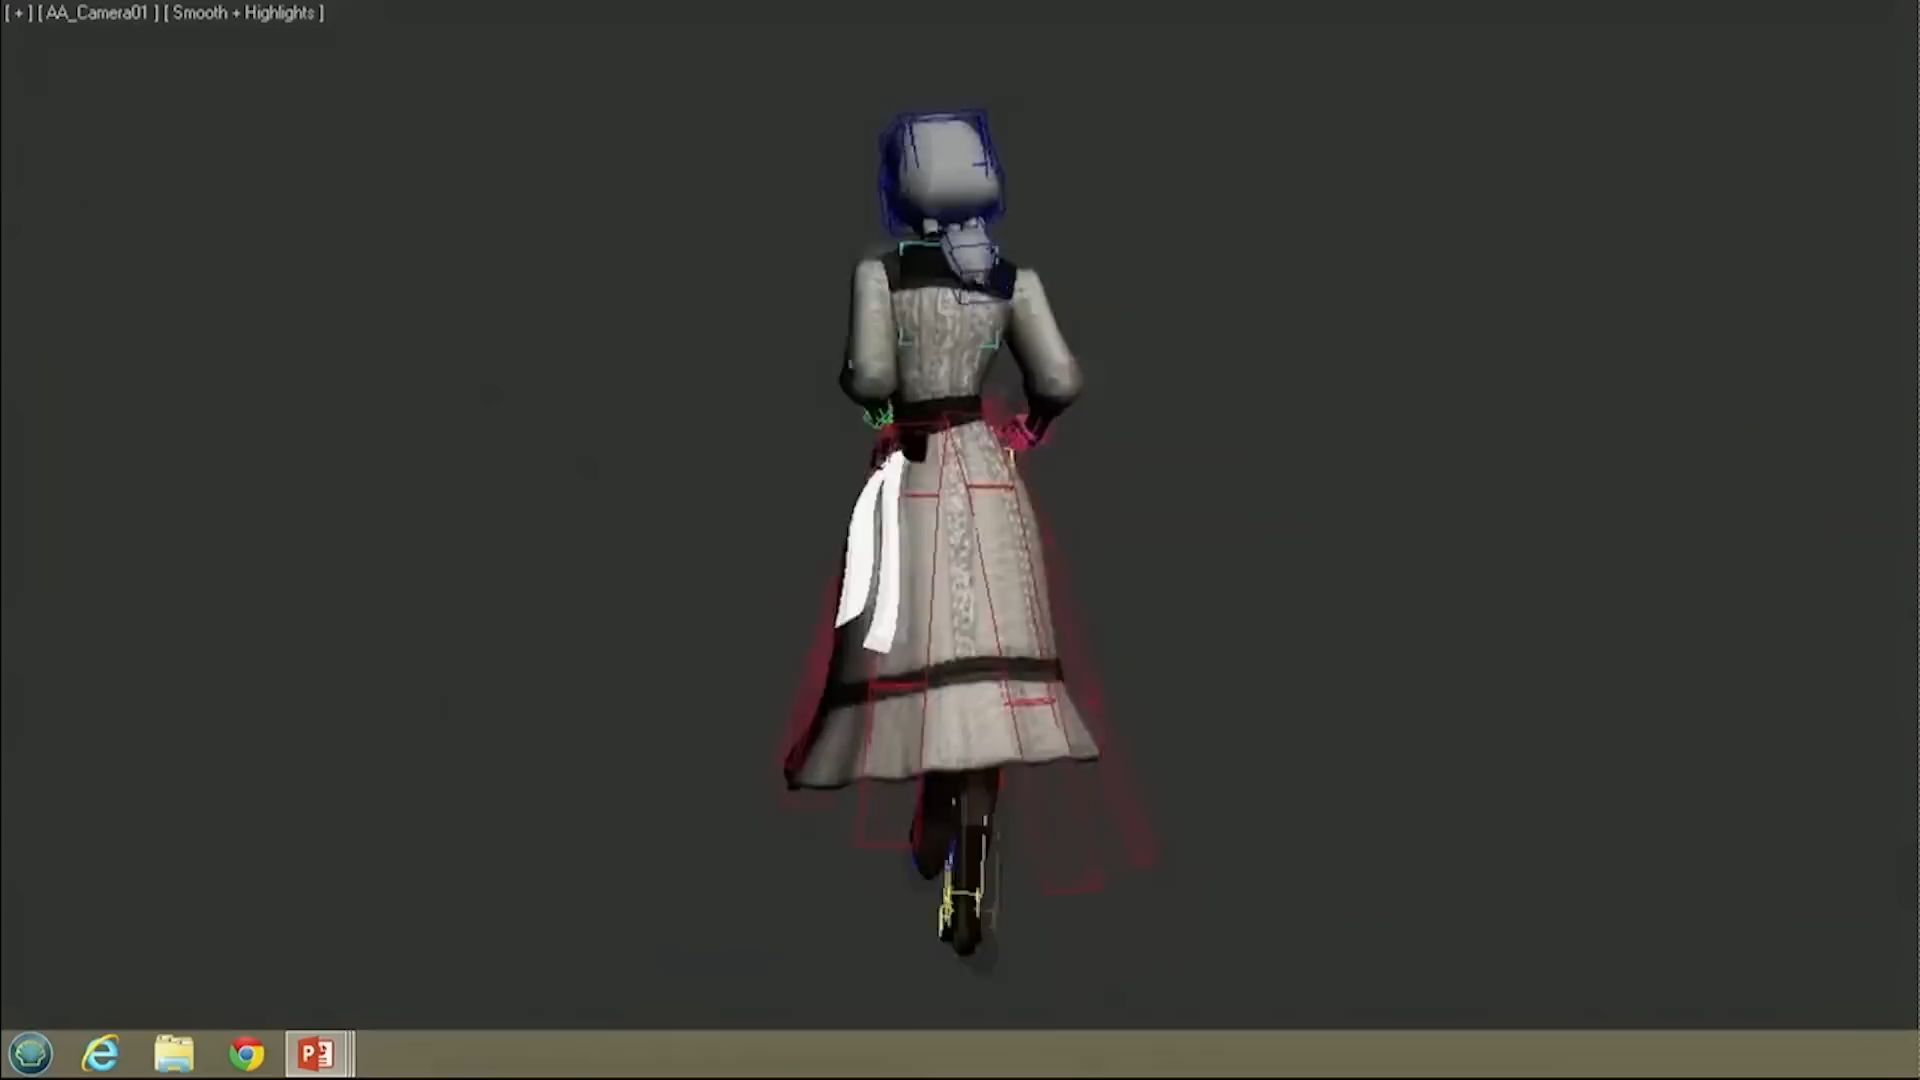 [ + ] [ AA_Camera01 ] [ Smooth + Highlights ]
P